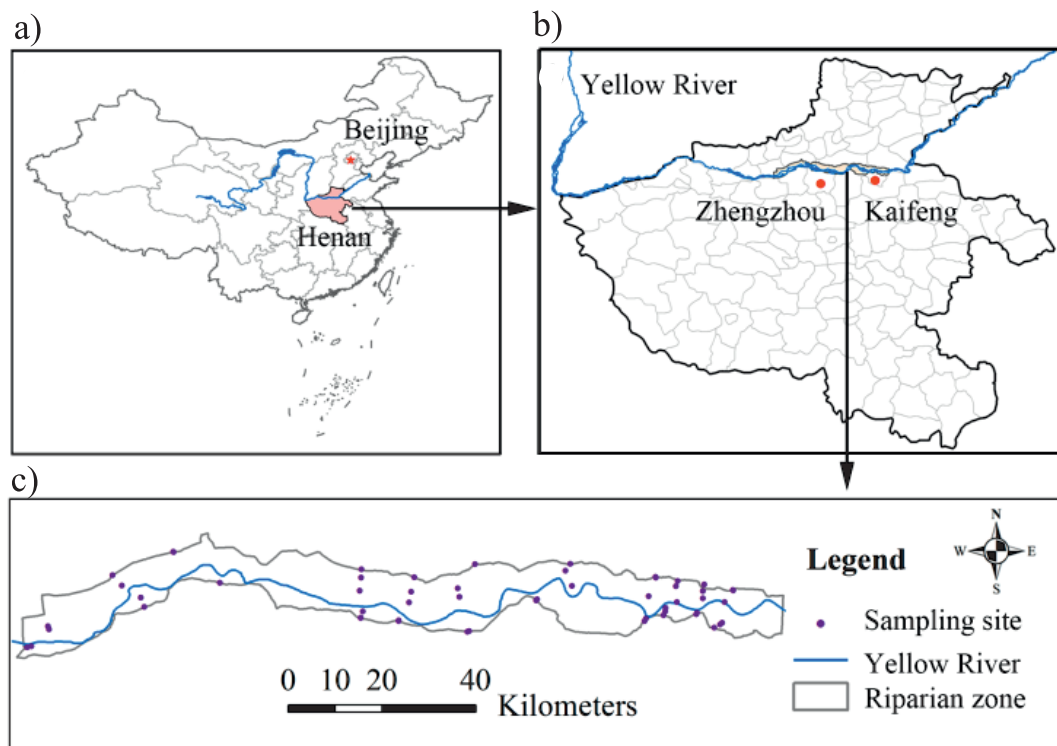 a)
Beijing
Henan
b)
Yellow River
Zhengzhou
Kaifeng
c)
N
W
E
S
Legend
Sampling site
Yellow River
Riparian zone
0 10 20 40
Kilometers